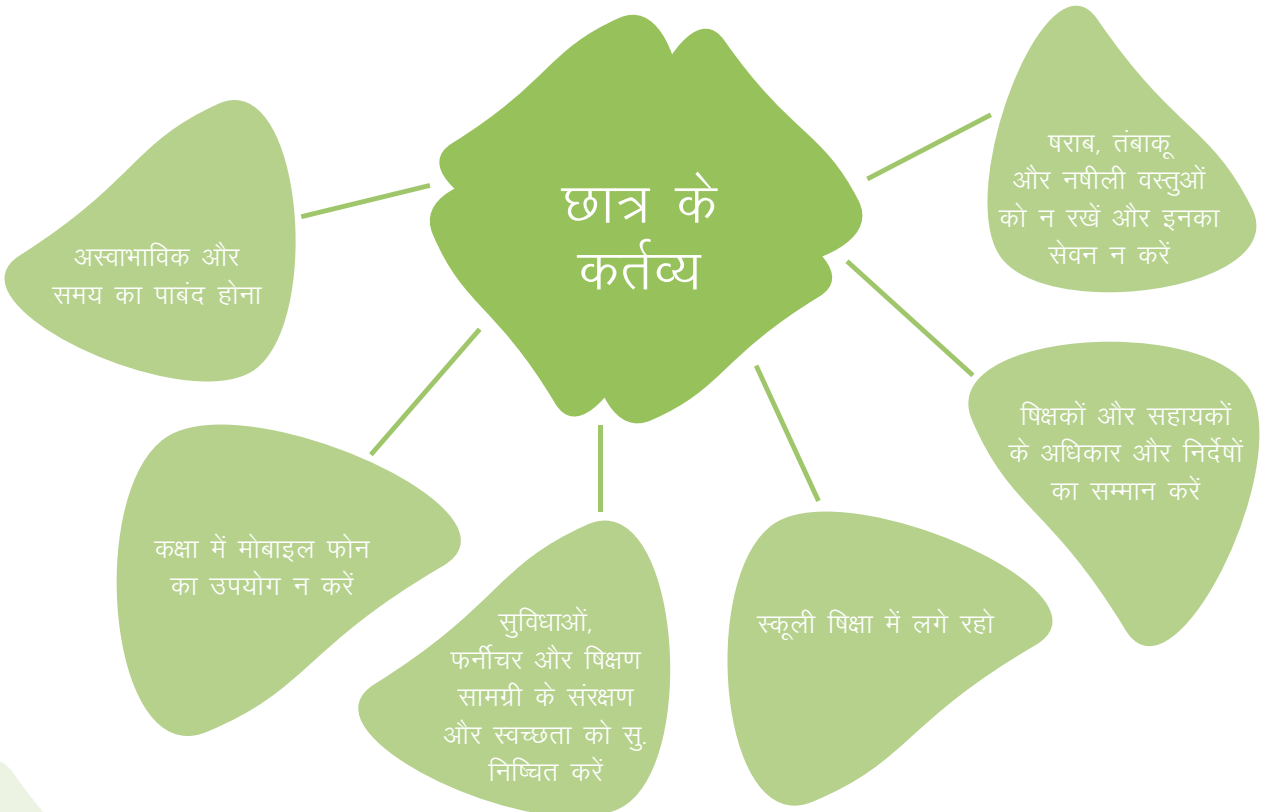 छात्र के
कर्तव्य
अस्वाभाविक और
समय का पाबंद होना
कक्षा में मोबाइल फोन
का उपयोग न करें
सुविधाओं,
फर्नीचर और षिक्षण
सामग्री के संरक्षण
और स्वच्छता को सु.
निष्चित करें
स्कूली षिक्षा में लगे रहो
षिक्षकों और सहायकों
के अधिकार और निर्देषों
का सम्मान करें
षराब, तंबाकू
और नषीली वस्तुओं
को न रखें और इनका
सेवन न करें